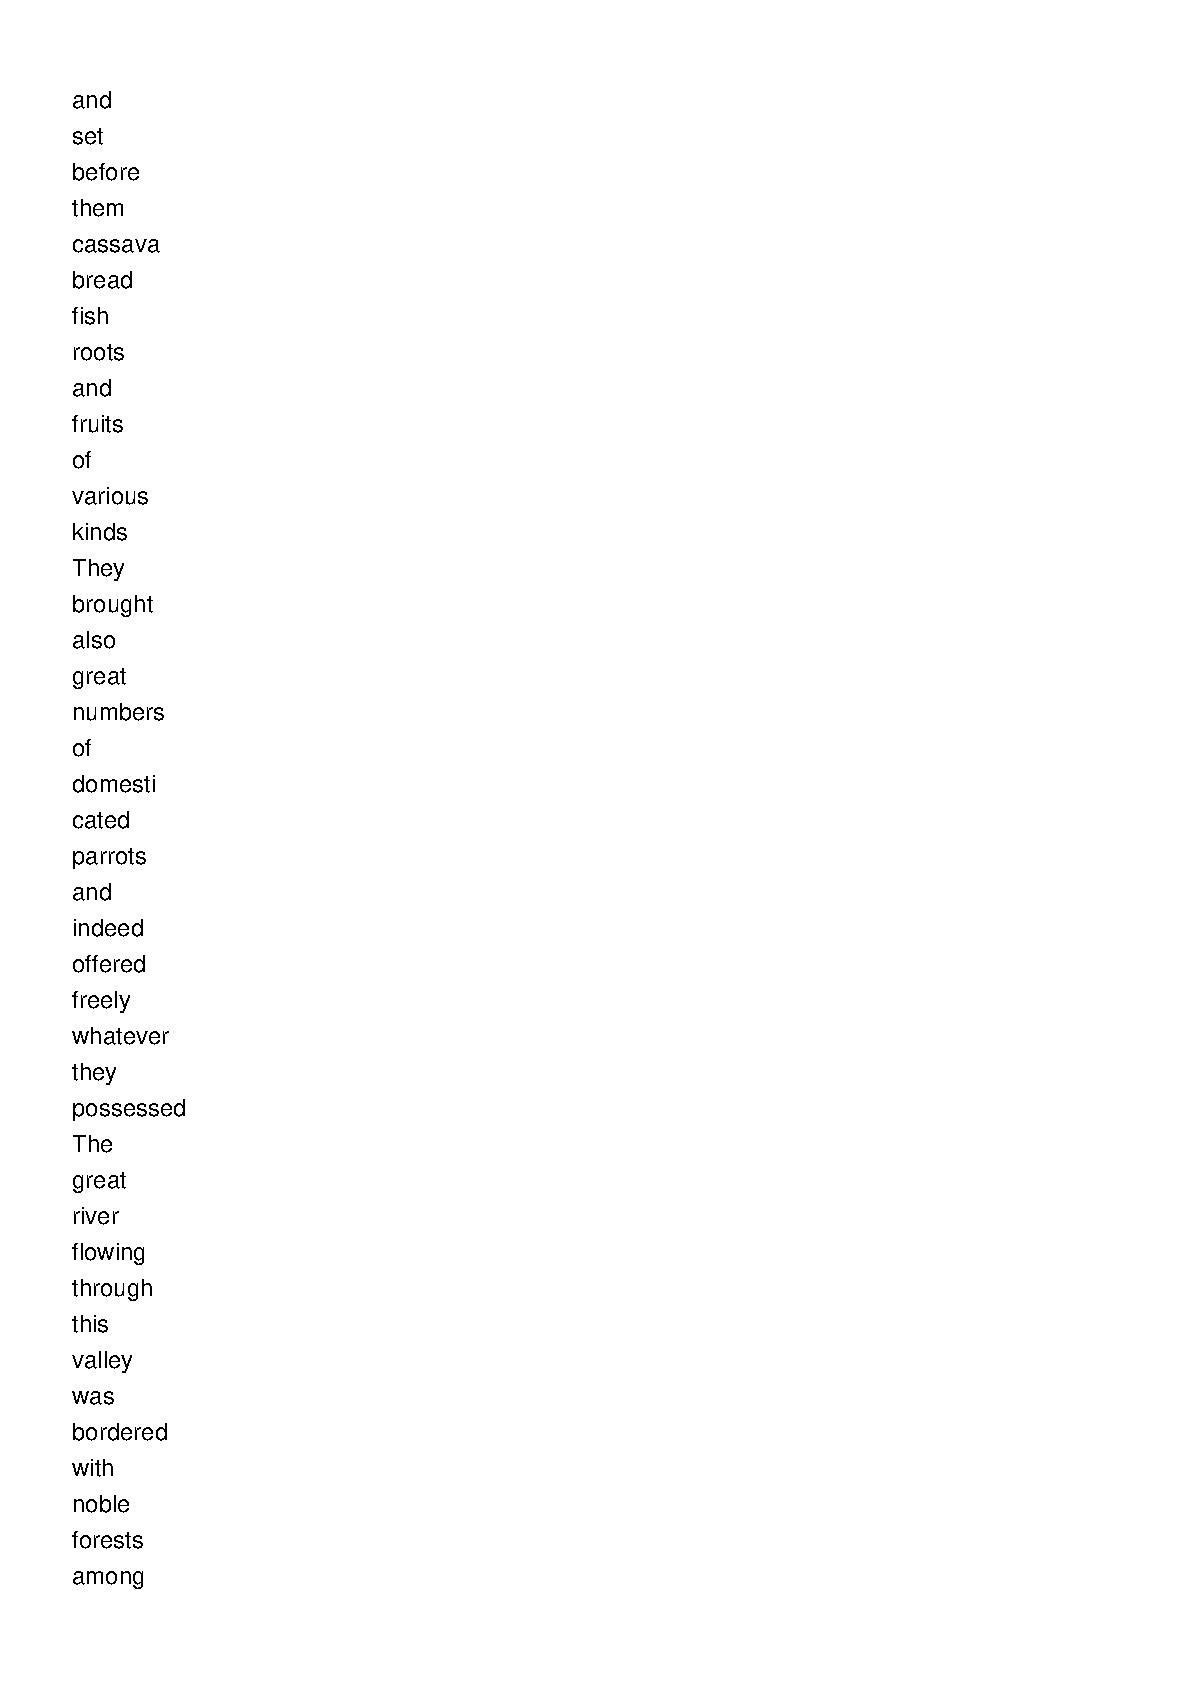 and
set
before
them
cassava
bread
fish
roots
and
fruits
of
various
kinds
They
brought
also
great
numbers
of
domesti
cated
parrots
and
indeed
offered
freely
whatever
they
possessed
The
great
river
flowing
through
this
valley
was
bordered
with
noble
forests
among